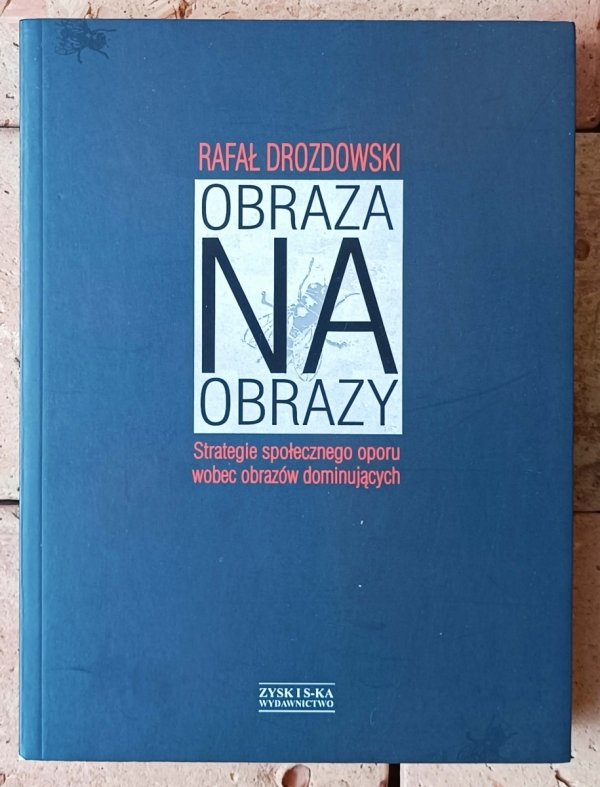 RAFAŁ DROZDOWSKI
OBRAZA
NA
OBRAZY
Strategie społecznego oporu
wobec obrazów dominujących
ZYSK I S-KA
WYDAWNICTWO